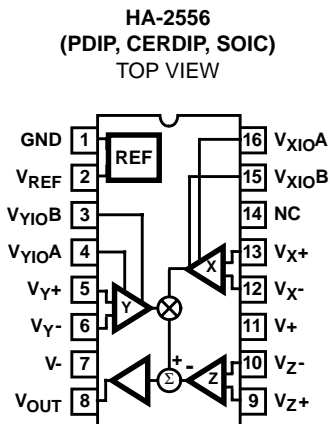 HA-2556
(PDIP, CERDIP, SOIC)
TOP VIEW
GND 1 REF 16 VXIOA
VREF 2 15 VXIOB
VYIOB 3 14 NC
VYIOA 4 13 VX+
X
VY+ 5 12 VX-
Y
VY- 6 11 V+
V- 7 + - 10 VZ-
Σ Z
VOUT 8 9 VZ+